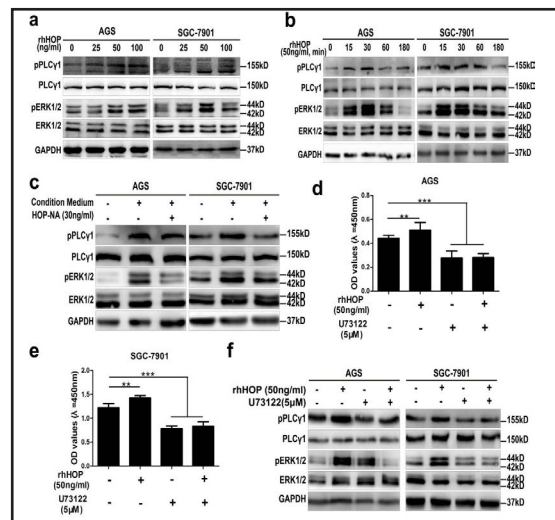 a
AGS SGC-7901
rhHOP (ng/ml) 0 25 50 100 0 25 50 100
pPLCγ1 155kD
PLCγ1 150kD
pERK1/2 44kD 42kD
ERK1/2 44kD 42kD
GAPDH 37kD
b
AGS SGC-7901
rhHOP (50ng/ml, min) 0 15 30 60 180 0 15 30 60 180
pPLCγ1 155kD
PLCγ1 150kD
pERK1/2 44kD 42kD
ERK1/2 44kD 42kD
GAPDH 37kD
c
AGS SGC-7901
Condition Medium - + + - + +
HOP-NA (30ng/ml) - - + - - +
pPLCγ1 155kD
PLCγ1 150kD
pERK1/2 44kD 42kD
ERK1/2 44kD 42kD
GAPDH 37kD
d
AGS
OD values (λ =450nm)
0.8
0.6
0.4
0.2
0.0
** ***
rhHOP (50ng/ml) - + - +
U73122 (5μM) - - + +
e
SGC-7901
OD values (λ =450nm)
2.0
1.5
1.0
0.5
0.0
** ***
rhHOP (50ng/ml) - + - +
U73122 (5μM) - - + +
f
AGS SGC-7901
rhHOP (50ng/ml) - + - + - + - +
U73122(5μM) - - + + - - + +
pPLCγ1 155kD
PLCγ1 150kD
pERK1/2 44kD 42kD
ERK1/2 44kD 42kD
GAPDH 37kD